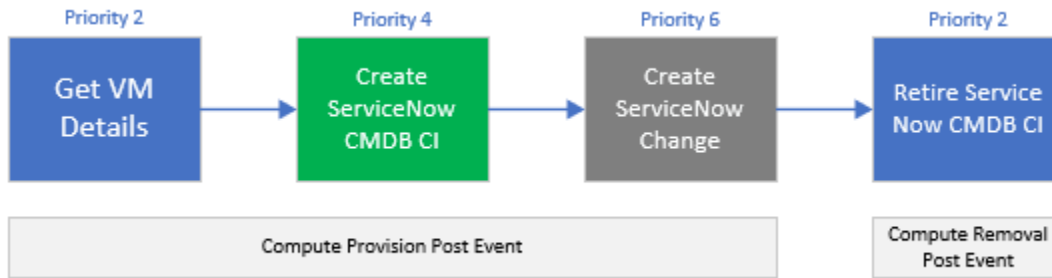 Priority 2
Priority 4
Priority 6
Priority 2
Get VM
Details
Create
ServiceNow
CMDB CI
Create
ServiceNow
Change
Retire Service
Now CMDB CI
Compute Provision Post Event
Compute Removal
Post Event